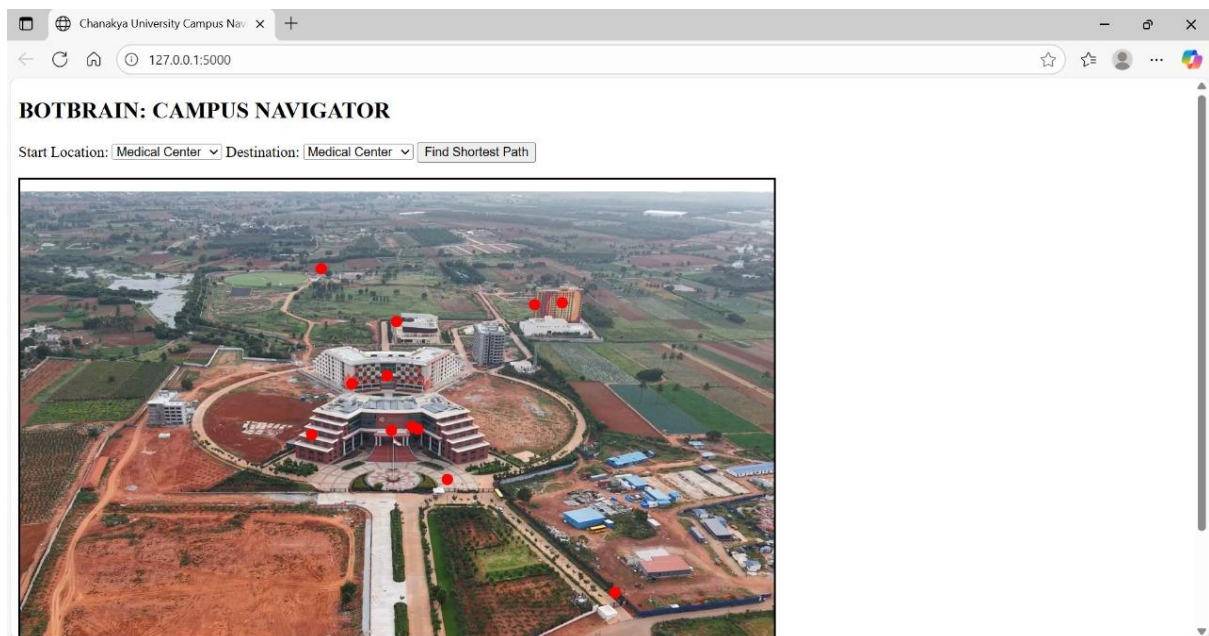 Chanakya University Campus Nav
127.0.0.1:5000
BOTBRAIN: CAMPUS NAVIGATOR
Start Location: Medical Center Destination: Medical Center Find Shortest Path